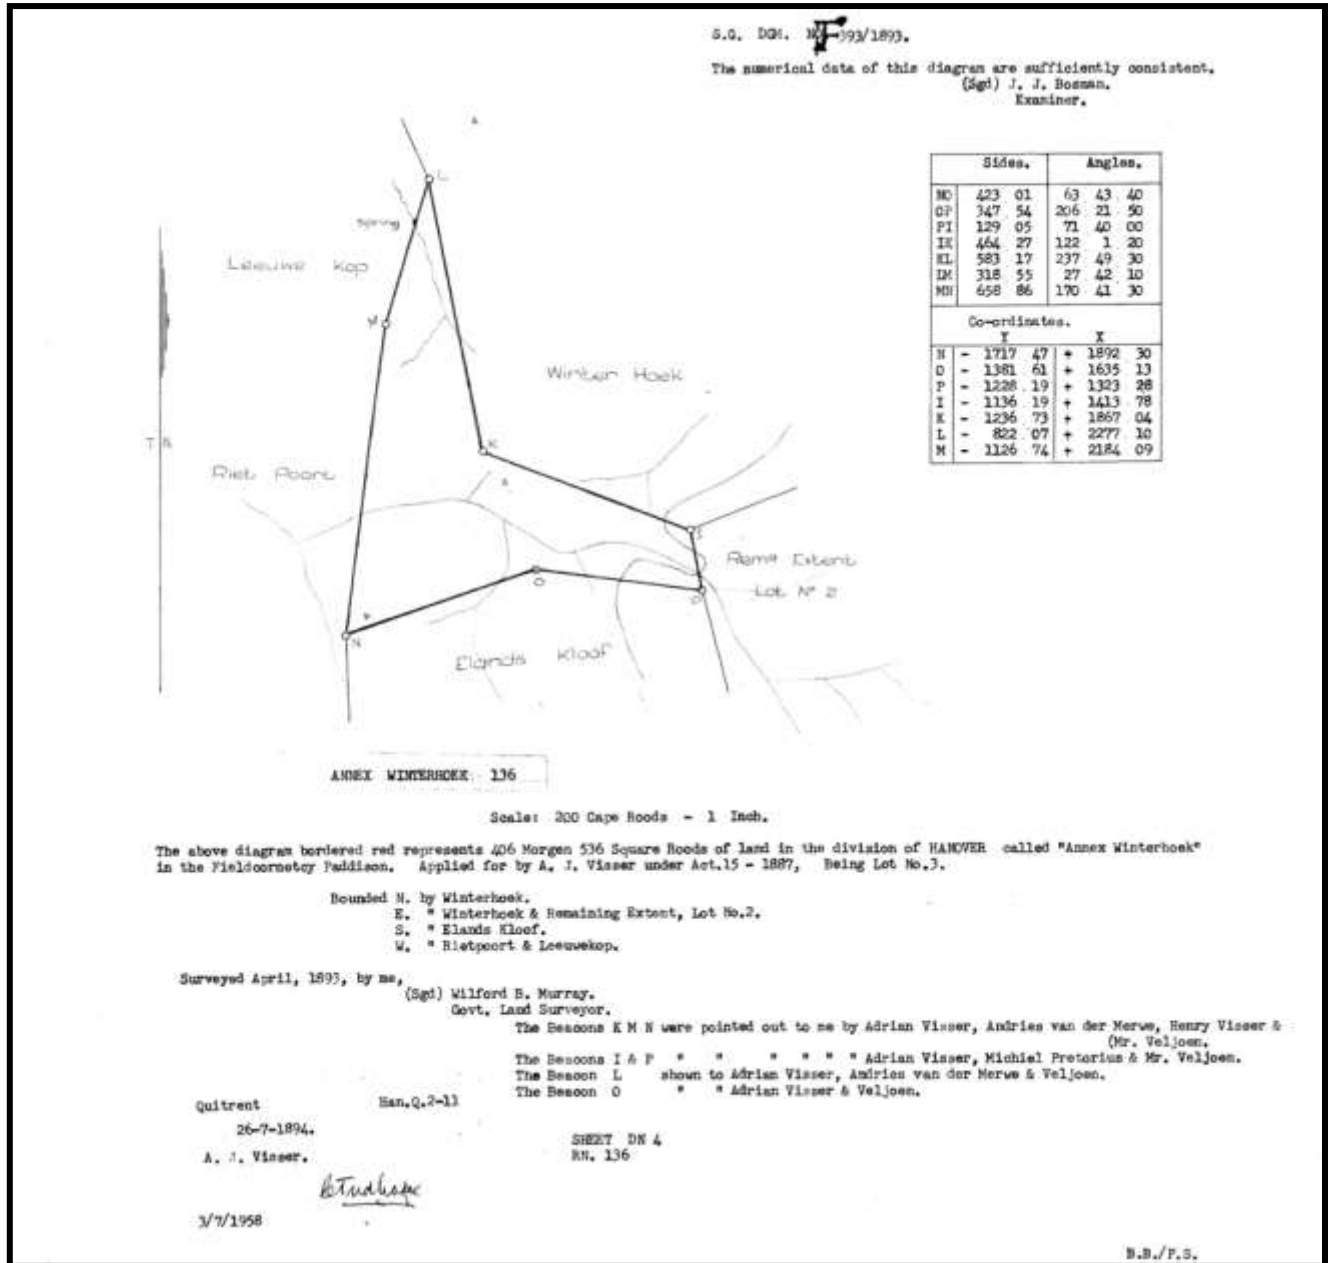 S.G. DGM. NO F 393/1893.
The numerical data of this diagram are sufficiently consistent.
(Sgd) J. J. Bosman.
Examiner.
Sides. Angles.
NO 423 01 63 43 40
OP 347 54 206 21 50
PI 129 05 71 40 00
IK 464 27 122 1 20
KL 583 17 237 49 30
LM 318 55 27 42 10
MN 658 86 170 41 30
Co-ordinates.
Y X
N - 1717 47 + 1892 30
O - 1381 61 + 1635 13
P - 1228 19 + 1323 28
I - 1136 19 + 1413 78
K - 1236 73 + 1867 04
L - 822 07 + 2277 10
M - 1126 74 + 2184 09
L
Spring
Leeuwe Kop
M
Winter Hoek
T N
K
Riet Poort
I
Remg Extent
O
P
Lot No 2
N
Elands Kloof
ANNEX WINTERHOEK 136
Scale: 200 Cape Roods - 1 Inch.
The above diagram bordered red represents 406 Morgen 536 Square Roods of land in the division of HANOVER called "Annex Winterhoek"
in the Fieldcornetcy Paddison. Applied for by A. J. Visser under Act.15 - 1887, Being Lot No.3.
Bounded N. by Winterhoek.
E. " Winterhoek & Remaining Extent, Lot No.2.
S. " Elands Kloof.
W. " Rietpoort & Leeuwekop.
Surveyed April, 1893, by me,
(Sgd) Wilford B. Murray.
Govt. Land Surveyor.
The Beacons K M N were pointed out to me by Adrian Visser, Andries van der Merwe, Henry Visser &
(Mr. Veljoen.
The Beacons I & P " " " " " " Adrian Visser, Michiel Pretorius & Mr. Veljoen.
The Beacon L shown to Adrian Visser, Andries van der Merwe & Veljoen.
The Beacon O " " Adrian Visser & Veljoen.
Quitrent Han.Q.2-11
26-7-1894.
A. J. Visser.
SHEET DN 4
RN. 136
3/7/1958
B.B./P.S.